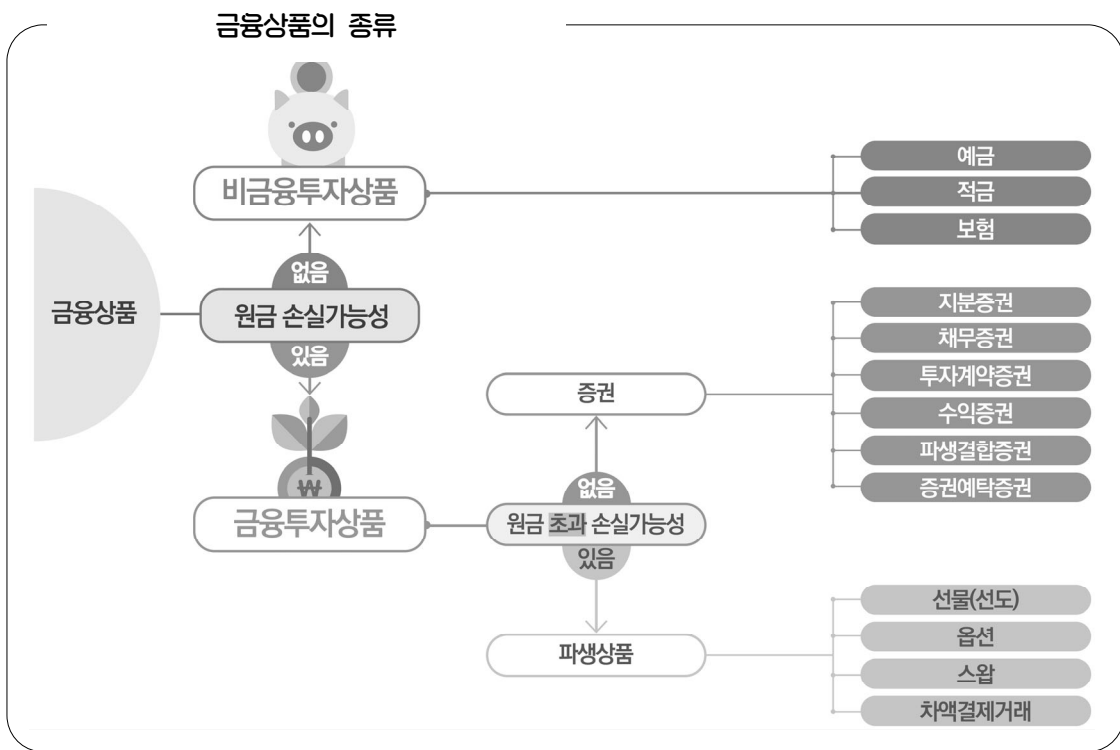 금융상품의 종류
비금융투자상품
예금
적금
보험
없음
금융상품
원금 손실가능성
있음
지분증권
채무증권
투자계약증권
수익증권
파생결합증권
증권예탁증권
증권
₩
금융투자상품
없음
원금 초과 손실가능성
있음
파생상품
선물(선도)
옵션
스왑
차액결제거래